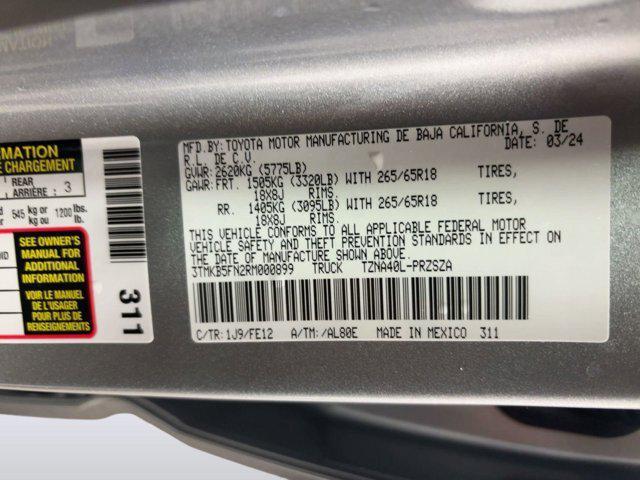 MFD.BY: TOYOTA MOTOR MANUFACTURING DE BAJA CALIFORNIA, S. DE
R.L. DE C.V. DATE: 03/24
GVWR: 2620KG (5775LB)
GAWR: FRT. 1505KG (3320LB) WITH 265/65R18 TIRES,
18X8J RIMS.
RR. 1405KG (3095LB) WITH 265/65R18 TIRES,
18X8J RIMS.
THIS VEHICLE CONFORMS TO ALL APPLICABLE FEDERAL MOTOR
VEHICLE SAFETY AND THEFT PREVENTION STANDARDS IN EFFECT ON
THE DATE OF MANUFACTURE SHOWN ABOVE.
3TMKB5FN2RM000899 TRUCK TZNA40L-PRZSZA
C/TR: 1J9/FE12 A/TM: /AL80E MADE IN MEXICO 311
RMATION
E CHARGEMENT
REAR
ARRIÈRE : 3
545 kg or 1200 lbs.
kg ou lb.
SEE OWNER'S
MANUAL FOR
ADDITIONAL
INFORMATION
VOIR LE MANUEL
DE L'USAGER
POUR PLUS DE
RENSEIGNEMENTS
311